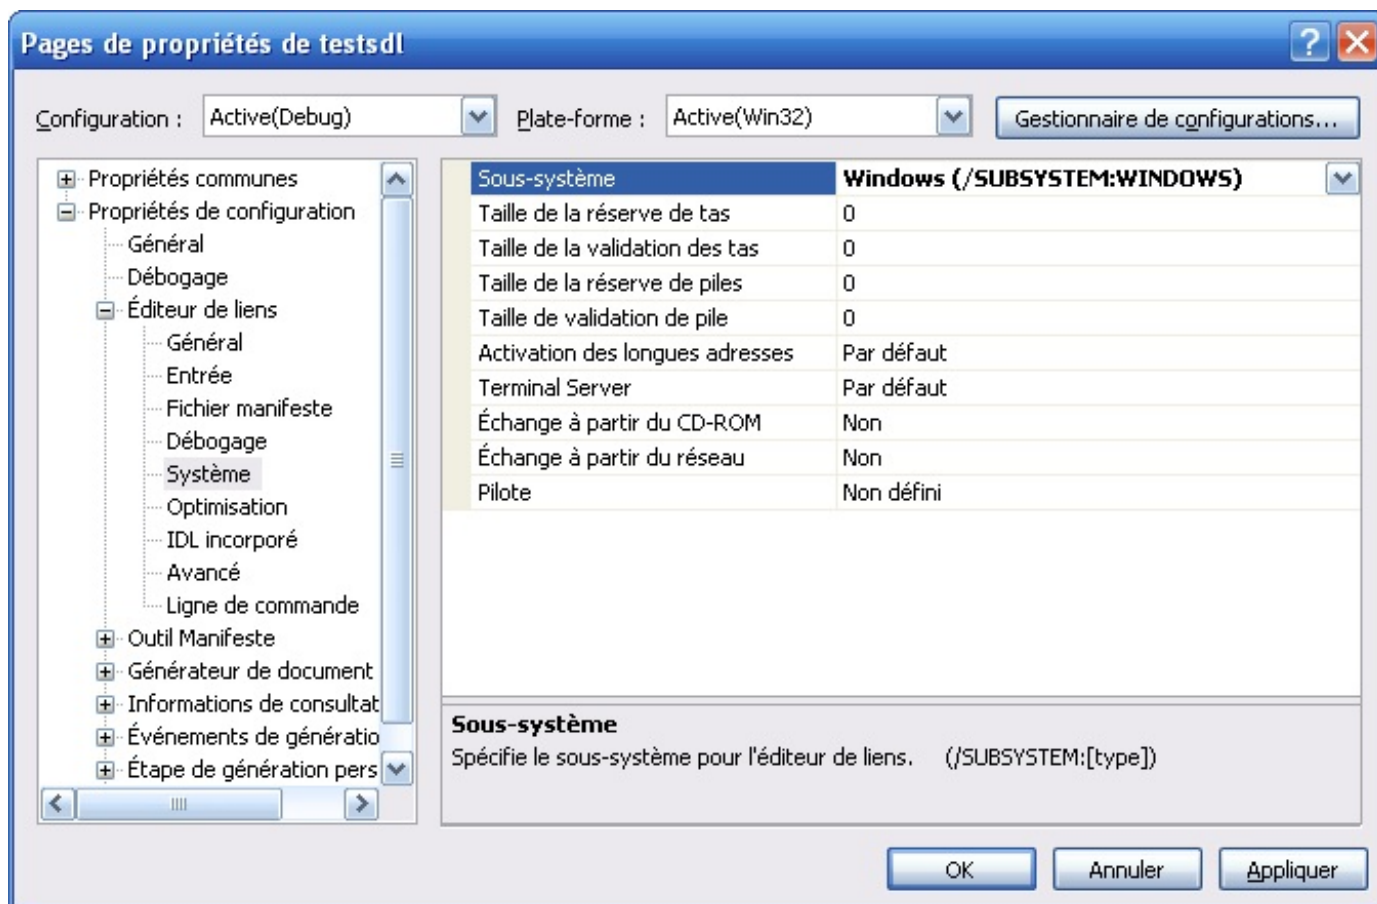 Pages de propriétés de testsdl
Configuration : Active(Debug) Plate-forme : Active(Win32) Gestionnaire de configurations...
Propriétés communes
Propriétés de configuration
Général
Débogage
Éditeur de liens
Général
Entrée
Fichier manifeste
Débogage
Système
Optimisation
IDL incorporé
Avancé
Ligne de commande
Outil Manifeste
Générateur de document
Informations de consultat
Événements de génératio
Étape de génération pers
Sous-système Windows (/SUBSYSTEM:WINDOWS)
Taille de la réserve de tas 0
Taille de la validation des tas 0
Taille de la réserve de piles 0
Taille de validation de pile 0
Activation des longues adresses Par défaut
Terminal Server Par défaut
Échange à partir du CD-ROM Non
Échange à partir du réseau Non
Pilote Non défini
Sous-système
Spécifie le sous-système pour l'éditeur de liens. (/SUBSYSTEM:[type])
OK Annuler Appliquer